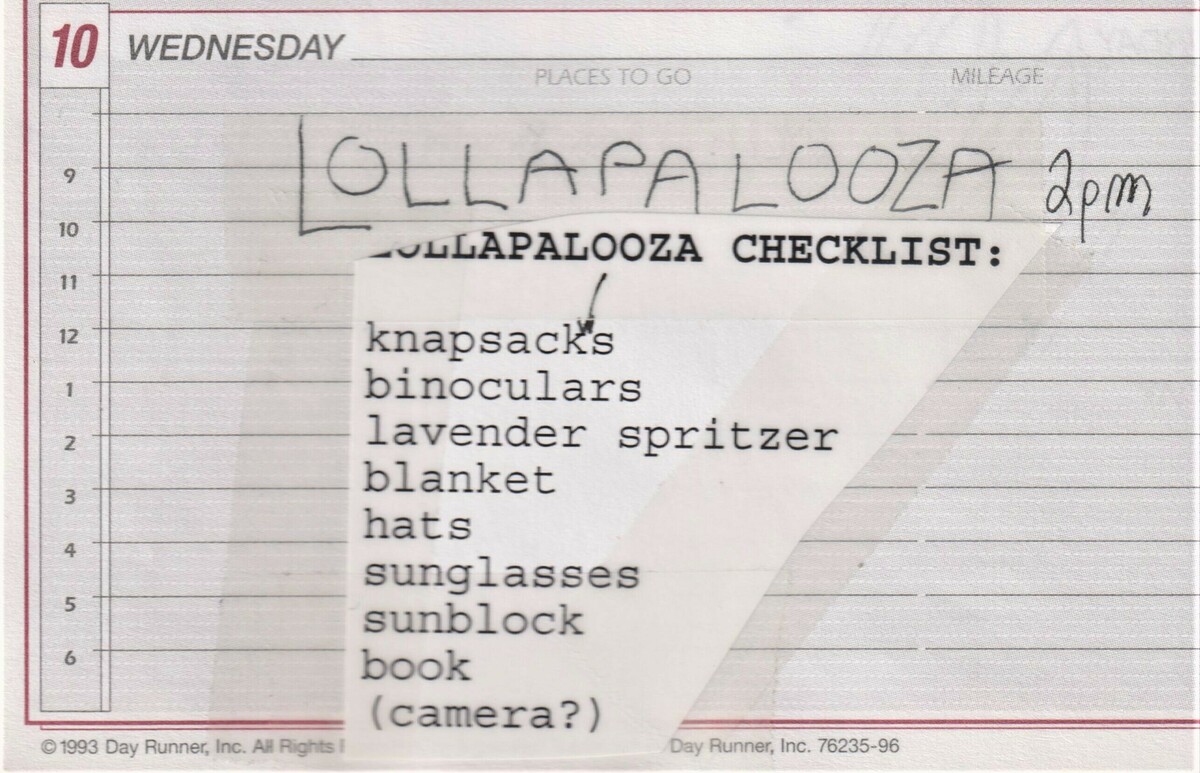 10 WEDNESDAY
PLACES TO GO MILEAGE
LOLLAPALOOZA 2pm
LOLLAPALOOZA CHECKLIST:
knapsacks
binoculars
lavender spritzer
blanket
hats
sunglasses
sunblock
book
(camera?)
9
10
11
12
1
2
3
4
5
6
©1993 Day Runner, Inc. All Rights Day Runner, Inc. 76235-96